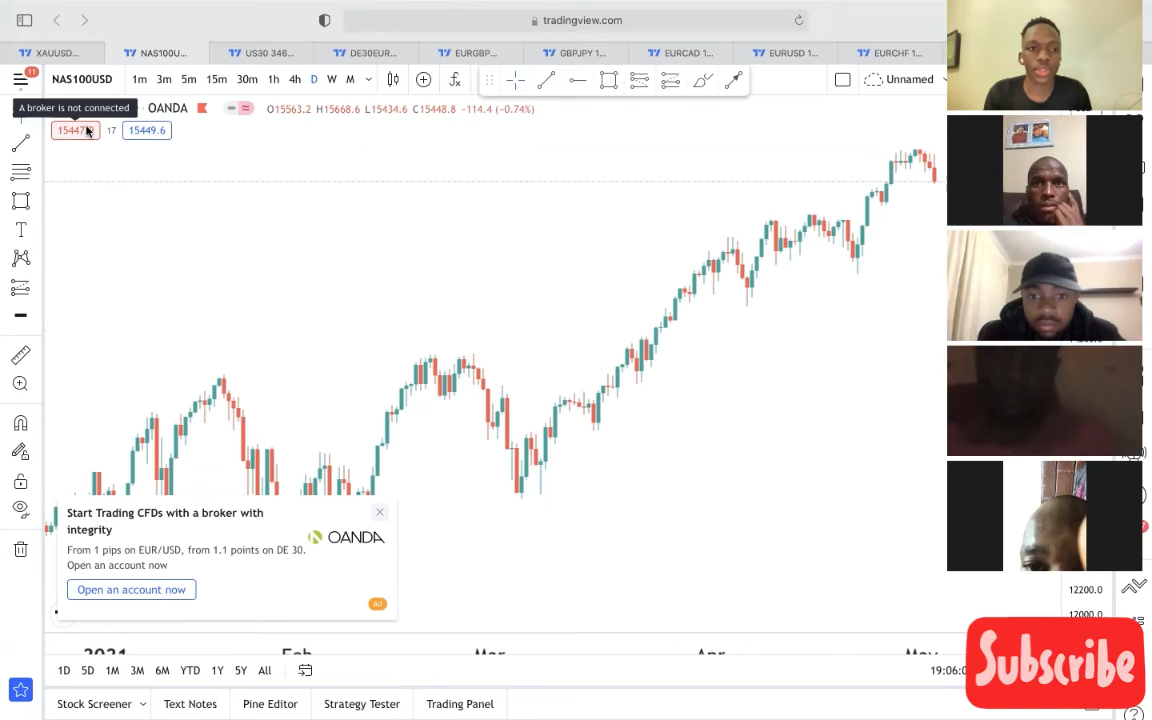 tradingview.com
XAUUSD...
NAS100U...
US30 346...
DE30EUR...
EURGBP...
GBPJPY 1...
EURCAD 1...
EURUSD 1...
EURCHF 1...
11
NAS100USD 1m 3m 5m 15m 30m 1h 4h D W M
Unnamed
A broker is not connected
OANDA O15563.2 H15668.6 L15434.6 C15448.8 −114.4 (−0.74%)
17 15449.6
Start Trading CFDs with a broker with
integrity
OANDA
From 1 pips on EUR/USD, from 1.1 points on DE 30.
Open an account now
Open an account now
Ad
12200.0
12000.0
2021 Feb Mar Apr May
1D 5D 1M 3M 6M YTD 1Y 5Y All
Stock Screener Text Notes Pine Editor Strategy Tester Trading Panel
Subscribe